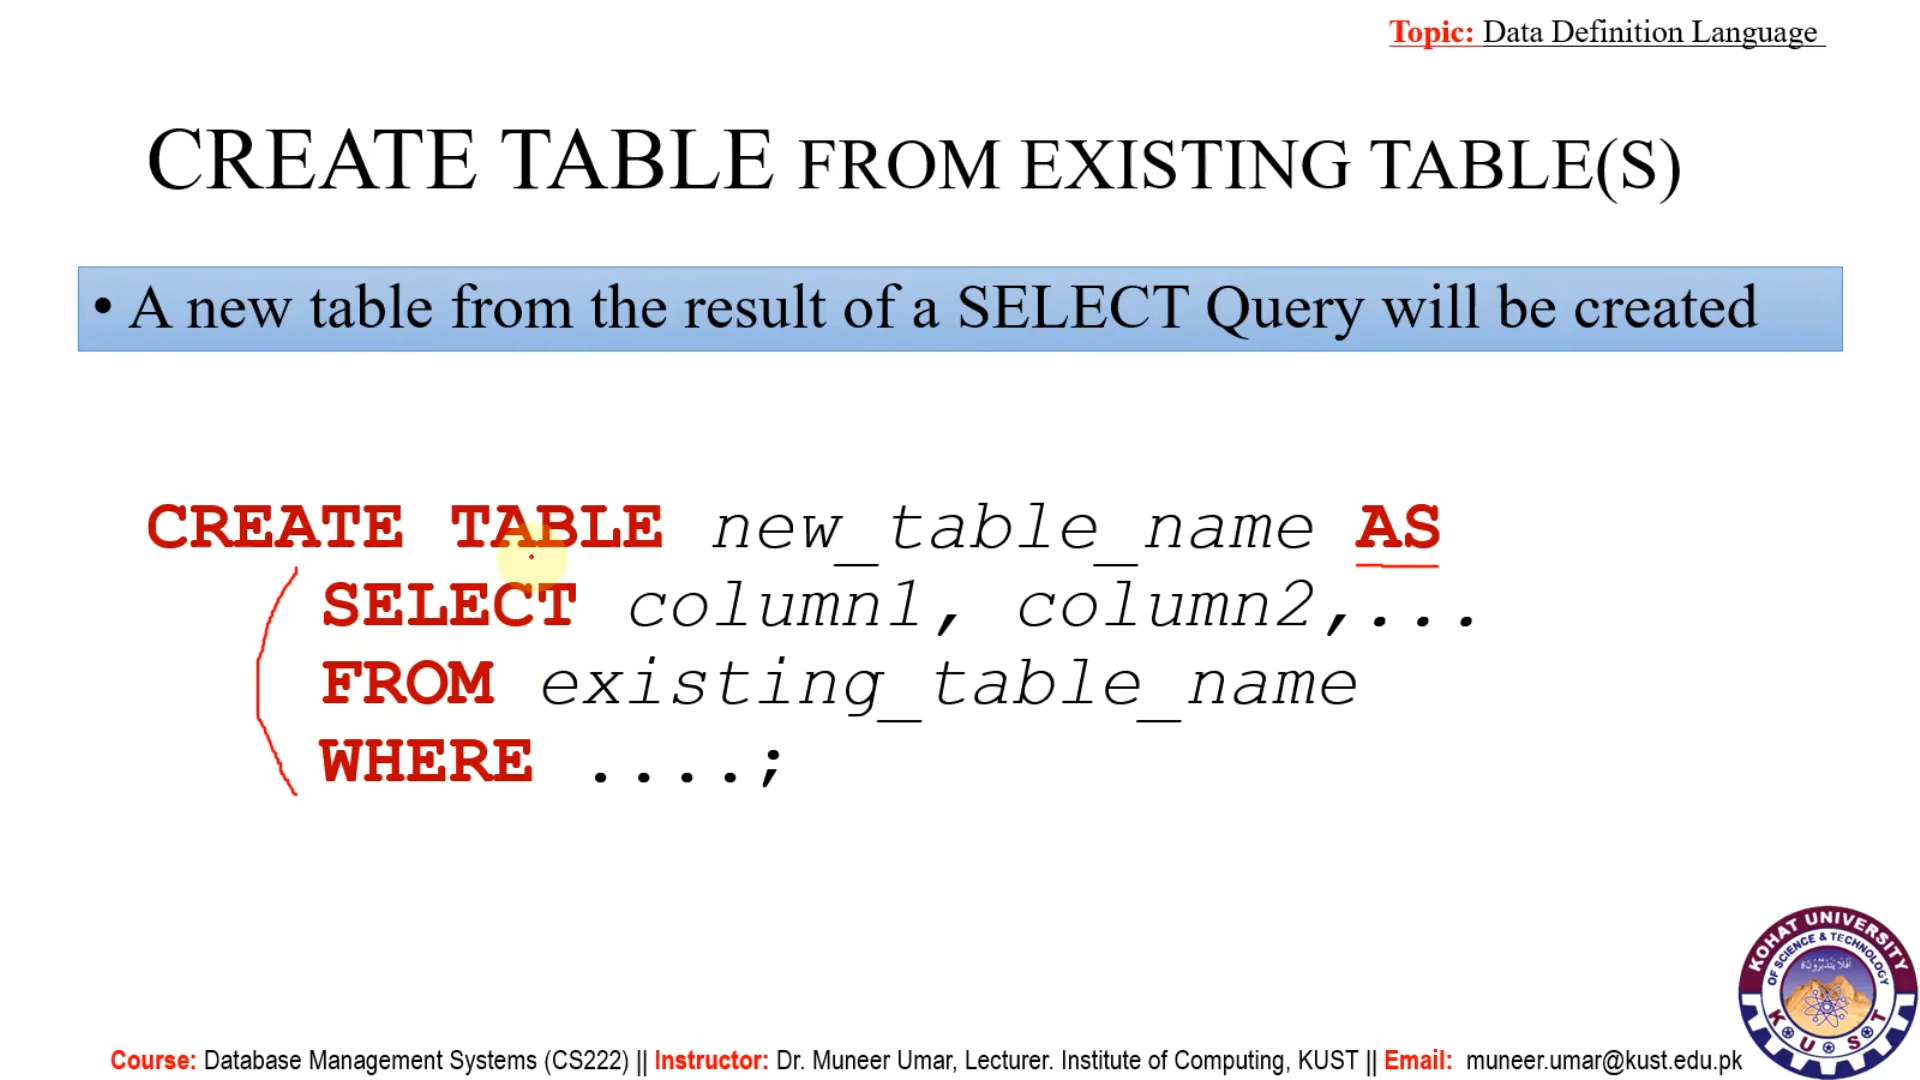 Topic: Data Definition Language
CREATE TABLE FROM EXISTING TABLE(S)
• A new table from the result of a SELECT Query will be created
CREATE TABLE new_table_name AS
SELECT column1, column2,...
FROM existing_table_name
WHERE ....;
KOHAT UNIVERSITY
OF SCIENCE & TECHNOLOGY
K U S T
Course: Database Management Systems (CS222) || Instructor: Dr. Muneer Umar, Lecturer. Institute of Computing, KUST || Email: muneer.umar@kust.edu.pk